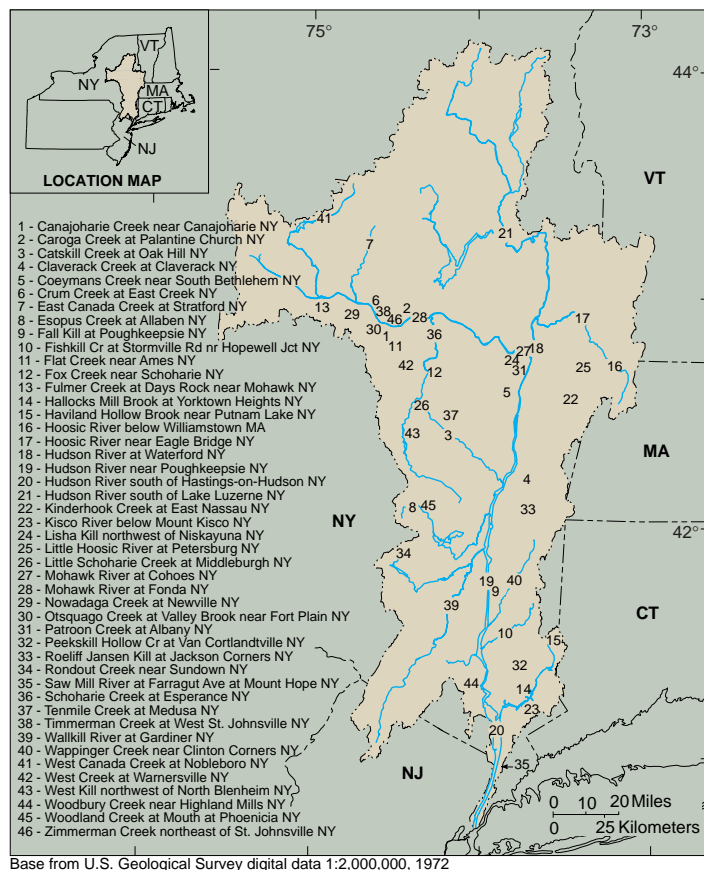 75°
73°
44°
VT
NY
MA
CT
NJ
LOCATION MAP
VT
1 - Canajoharie Creek near Canajoharie NY
2 - Caroga Creek at Palantine Church NY
3 - Catskill Creek at Oak Hill NY
4 - Claverack Creek at Claverack NY
5 - Coeymans Creek near South Bethlehem NY
6 - Crum Creek at East Creek NY
7 - East Canada Creek at Stratford NY
8 - Esopus Creek at Allaben NY
9 - Fall Kill at Poughkeepsie NY
10 - Fishkill Cr at Stormville Rd nr Hopewell Jct NY
11 - Flat Creek near Ames NY
12 - Fox Creek near Schoharie NY
13 - Fulmer Creek at Days Rock near Mohawk NY
14 - Hallocks Mill Brook at Yorktown Heights NY
15 - Haviland Hollow Brook near Putnam Lake NY
16 - Hoosic River below Williamstown MA
17 - Hoosic River near Eagle Bridge NY
18 - Hudson River at Waterford NY
19 - Hudson River near Poughkeepsie NY
20 - Hudson River south of Hastings-on-Hudson NY
21 - Hudson River south of Lake Luzerne NY
22 - Kinderhook Creek at East Nassau NY
23 - Kisco River below Mount Kisco NY
24 - Lisha Kill northwest of Niskayuna NY
25 - Little Hoosic River at Petersburg NY
26 - Little Schoharie Creek at Middleburgh NY
27 - Mohawk River at Cohoes NY
28 - Mohawk River at Fonda NY
29 - Nowadaga Creek at Newville NY
30 - Otsquago Creek at Valley Brook near Fort Plain NY
31 - Patroon Creek at Albany NY
32 - Peekskill Hollow Cr at Van Cortlandtville NY
33 - Roeliff Jansen Kill at Jackson Corners NY
34 - Rondout Creek near Sundown NY
35 - Saw Mill River at Farragut Ave at Mount Hope NY
36 - Schoharie Creek at Esperance NY
37 - Tenmile Creek at Medusa NY
38 - Timmerman Creek at West St. Johnsville NY
39 - Wallkill River at Gardiner NY
40 - Wappinger Creek near Clinton Corners NY
41 - West Canada Creek at Nobleboro NY
42 - West Creek at Warnersville NY
43 - West Kill northwest of North Blenheim NY
44 - Woodbury Creek near Highland Mills NY
45 - Woodland Creek at Mouth at Phoenicia NY
46 - Zimmerman Creek northeast of St. Johnsville NY
41
21
7
6
2
13
29
38
46
28
17
30
1
36
11
27
18
24
42
12
31
25
16
5
22
26
37
43
3
MA
4
8
45
33
NY
42°
34
19
40
9
39
CT
10
15
32
44
14
23
20
NJ
35
0 10 20 Miles
0 25 Kilometers
Base from U.S. Geological Survey digital data 1:2,000,000, 1972